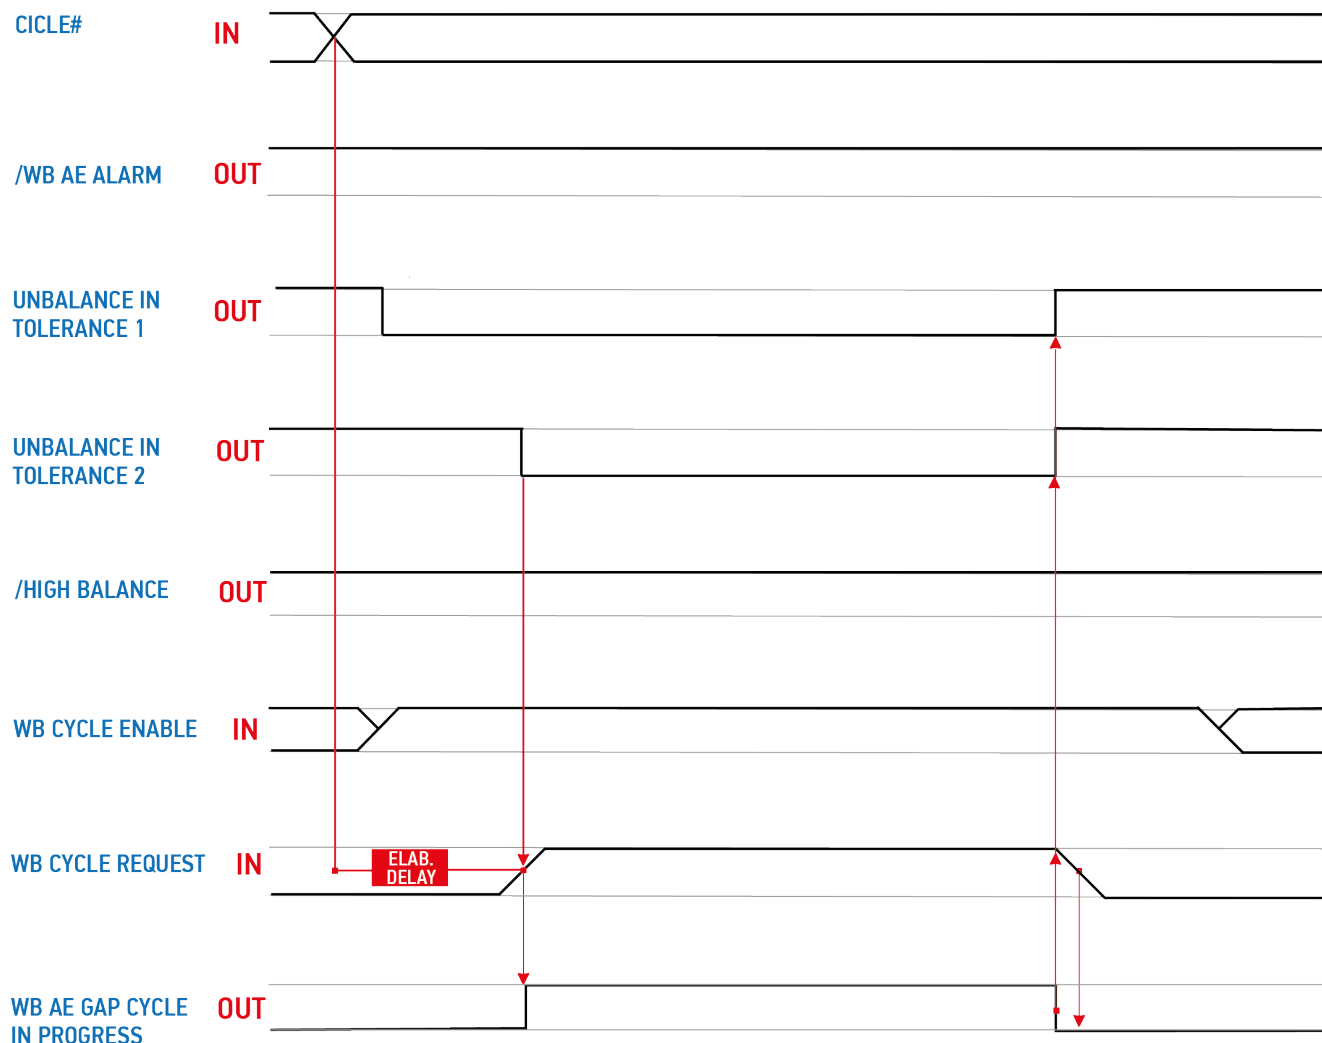 CICLE#
IN
/WB AE ALARM
OUT
UNBALANCE IN
TOLERANCE 1
OUT
UNBALANCE IN
TOLERANCE 2
OUT
/HIGH BALANCE
OUT
WB CYCLE ENABLE
IN
WB CYCLE REQUEST
IN
ELAB.
DELAY
WB AE GAP CYCLE
IN PROGRESS
OUT